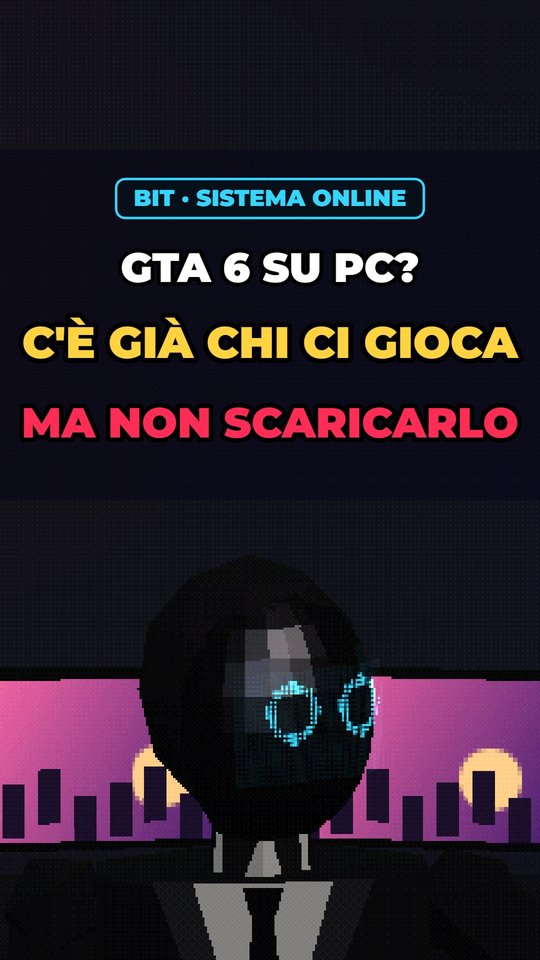 BIT • SISTEMA ONLINE
GTA 6 SU PC?
C'È GIÀ CHI CI GIOCA
MA NON SCARICARLO